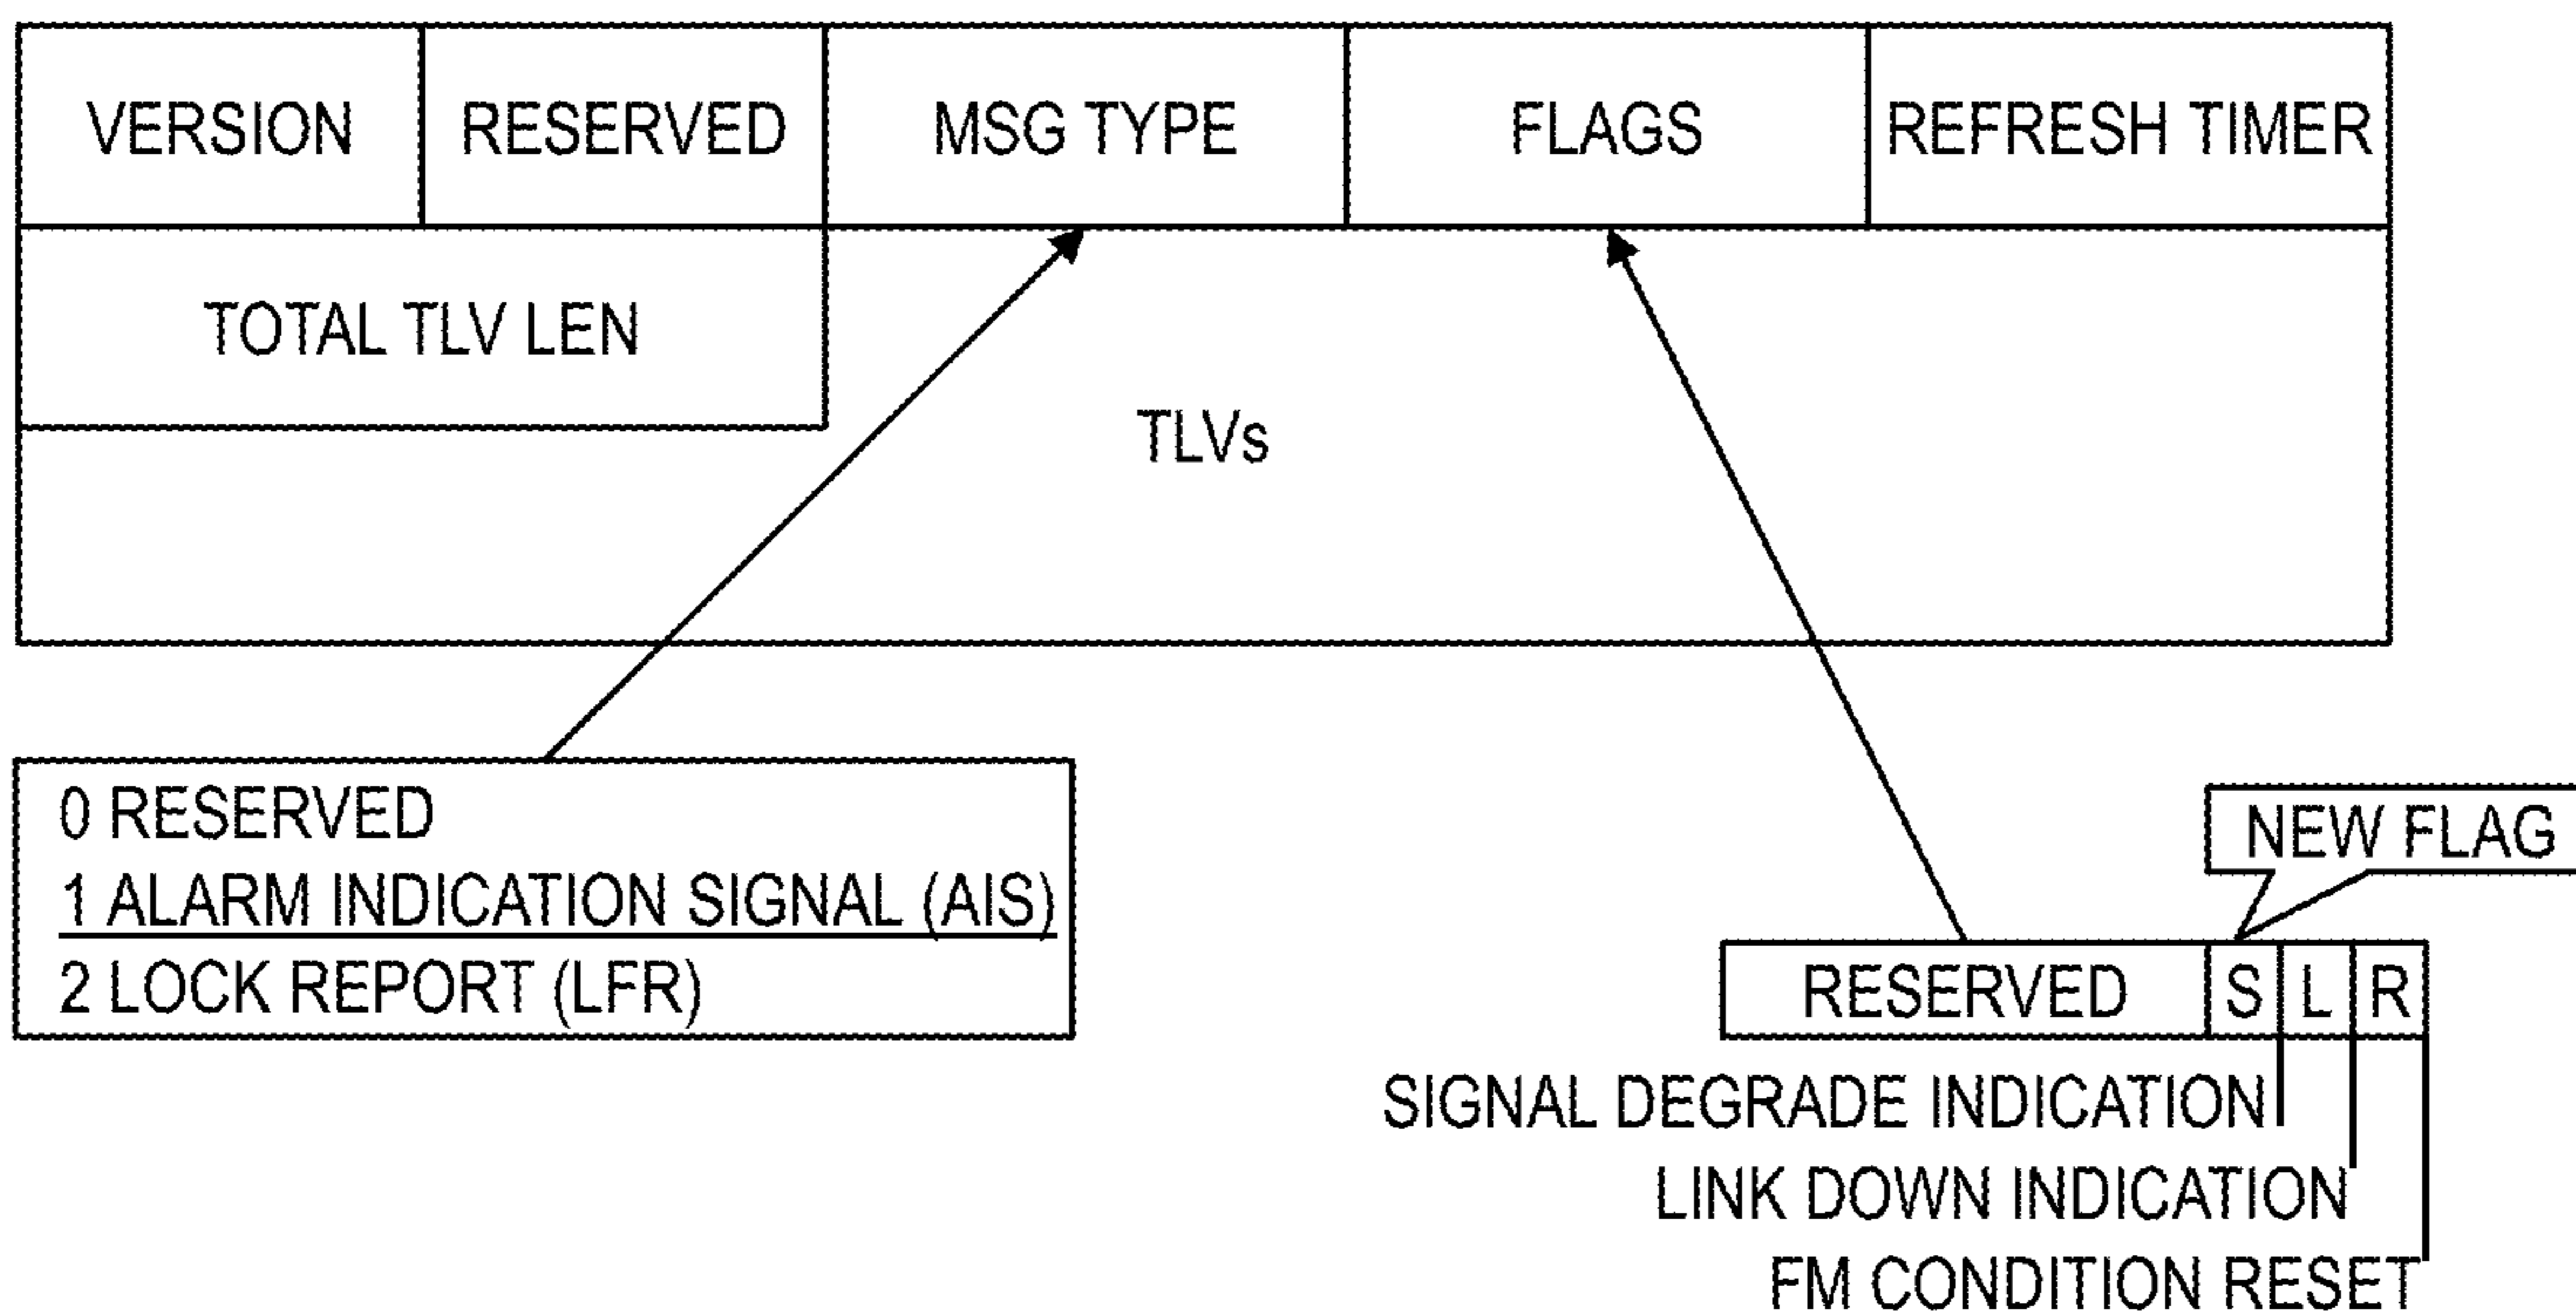 VERSION RESERVED MSG TYPE FLAGS REFRESH TIMER
TOTAL TLV LEN
TLVs
0 RESERVED
1 ALARM INDICATION SIGNAL (AIS)
2 LOCK REPORT (LFR)
NEW FLAG
RESERVED S L R
SIGNAL DEGRADE INDICATION
LINK DOWN INDICATION
FM CONDITION RESET